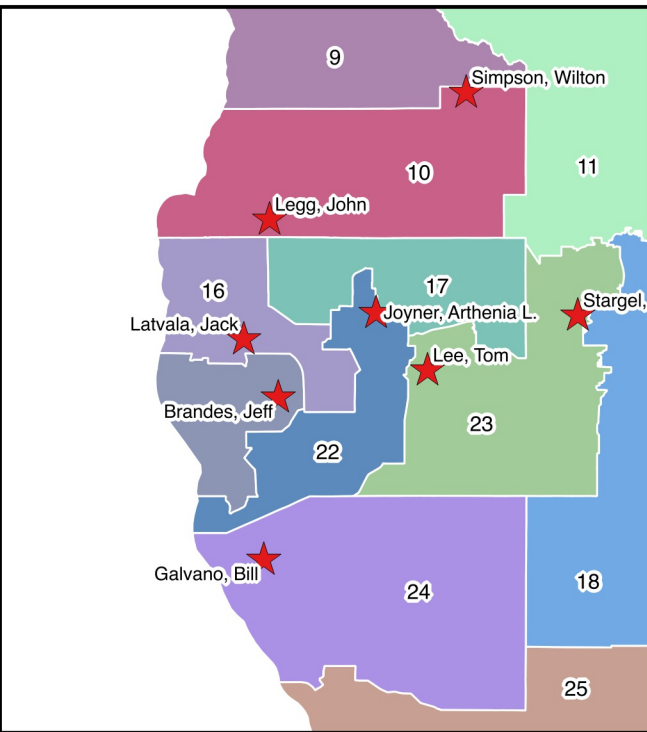 9
Simpson, Wilton
10
11
Legg, John
16
17
Stargel,
Joyner, Arthenia L.
Latvala, Jack
Lee, Tom
Brandes, Jeff
23
22
Galvano, Bill
18
24
25